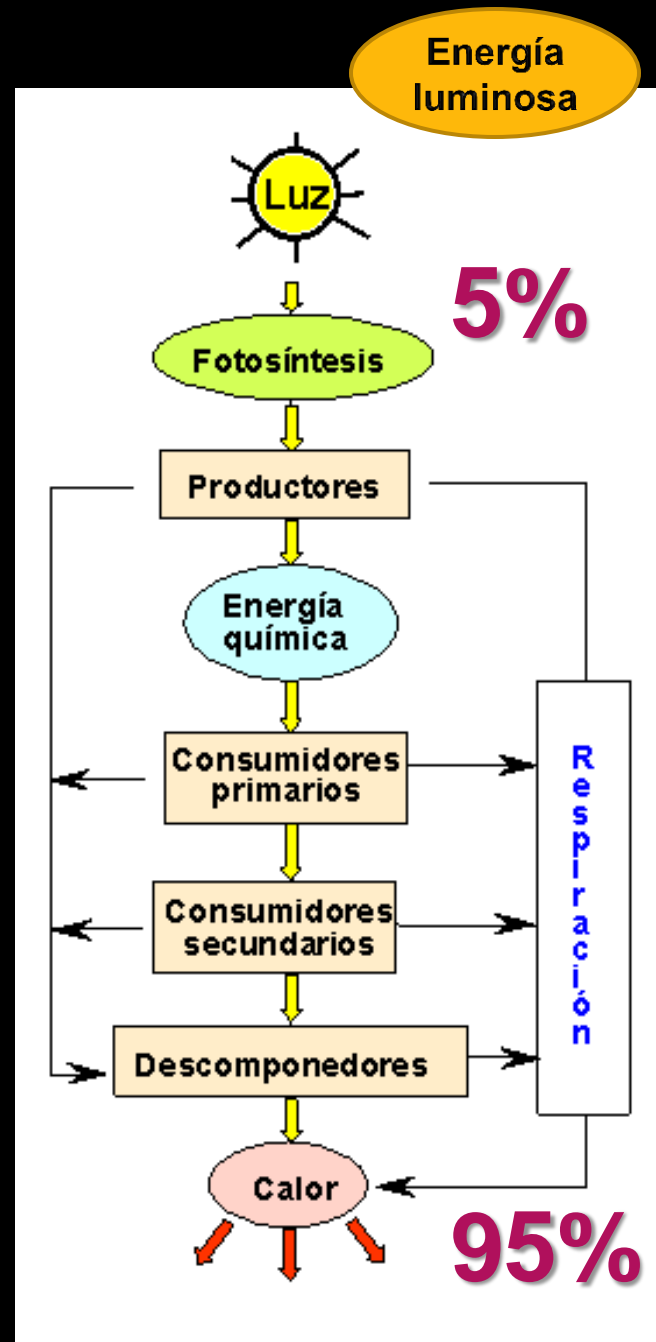 Energía
luminosa
Luz
5%
Fotosíntesis
Productores
Energía
química
Consumidores
primarios
Respiración
Consumidores
secundarios
Descomponedores
Calor
95%